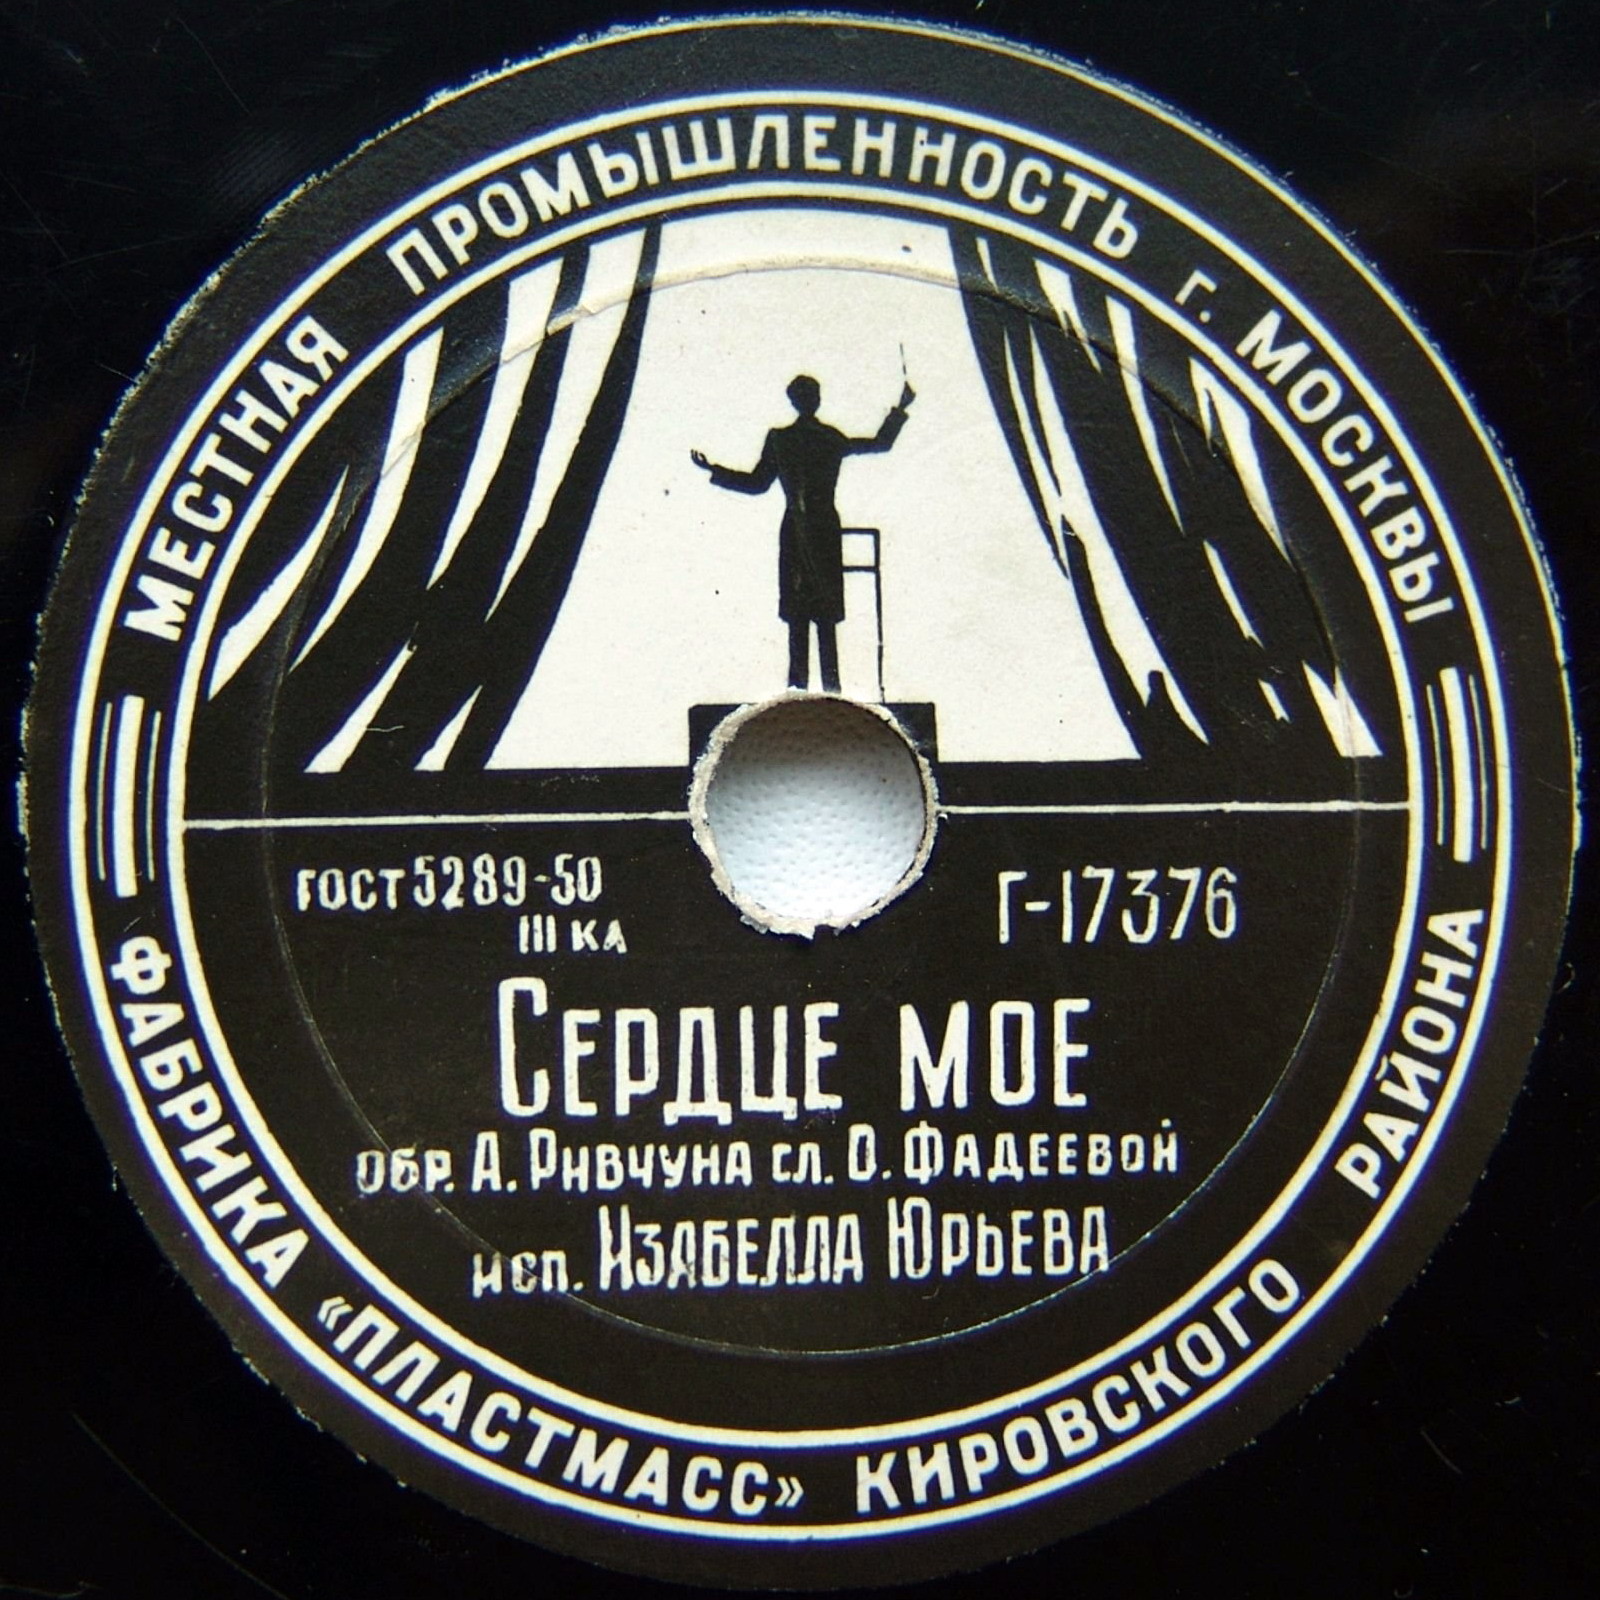 МЕСТНАЯ ПРОМЫШЛЕННОСТЬ г. МОСКВЫ
ГОСТ 5289-50
III КА
Г-17376
СЕРДЦЕ МОЕ
ОБР. А. РИВЧУНА СЛ. О. ФАДЕЕВОЙ
ИСП. ИЗАБЕЛЛА ЮРЬЕВА
ФАБРИКА «ПЛАСТМАСС» КИРОВСКОГО РАЙОНА